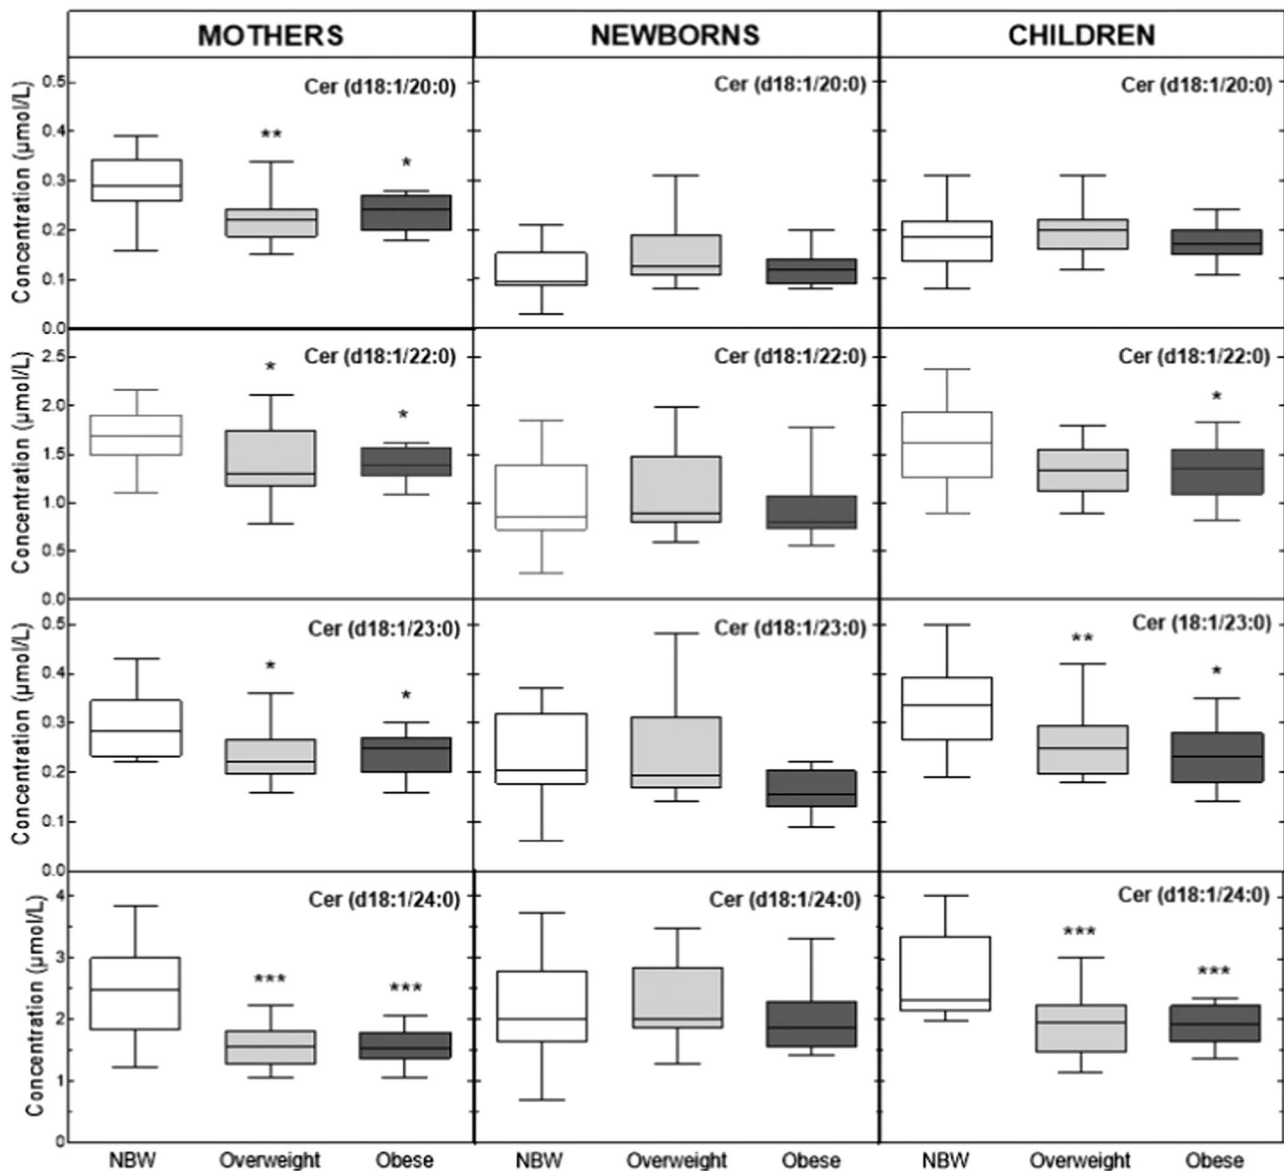 MOTHERS NEWBORNS CHILDREN
Concentration (µmol/L)
0.5
0.4
0.3
0.2
0.1
0.0
Cer (d18:1/20:0)
**
*
Cer (d18:1/20:0)
Cer (d18:1/20:0)
Concentration (µmol/L)
2.5
2.0
1.5
1.0
0.5
0.0
Cer (d18:1/22:0)
*
*
Cer (d18:1/22:0)
Cer (d18:1/22:0)
*
Concentration (µmol/L)
0.5
0.4
0.3
0.2
0.1
0.0
Cer (d18:1/23:0)
*
*
Cer (d18:1/23:0)
Cer (18:1/23:0)
**
*
Concentration (µmol/L)
4
3
2
1
0
Cer (d18:1/24:0)
***
***
Cer (d18:1/24:0)
Cer (d18:1/24:0)
***
***
NBW Overweight Obese NBW Overweight Obese NBW Overweight Obese